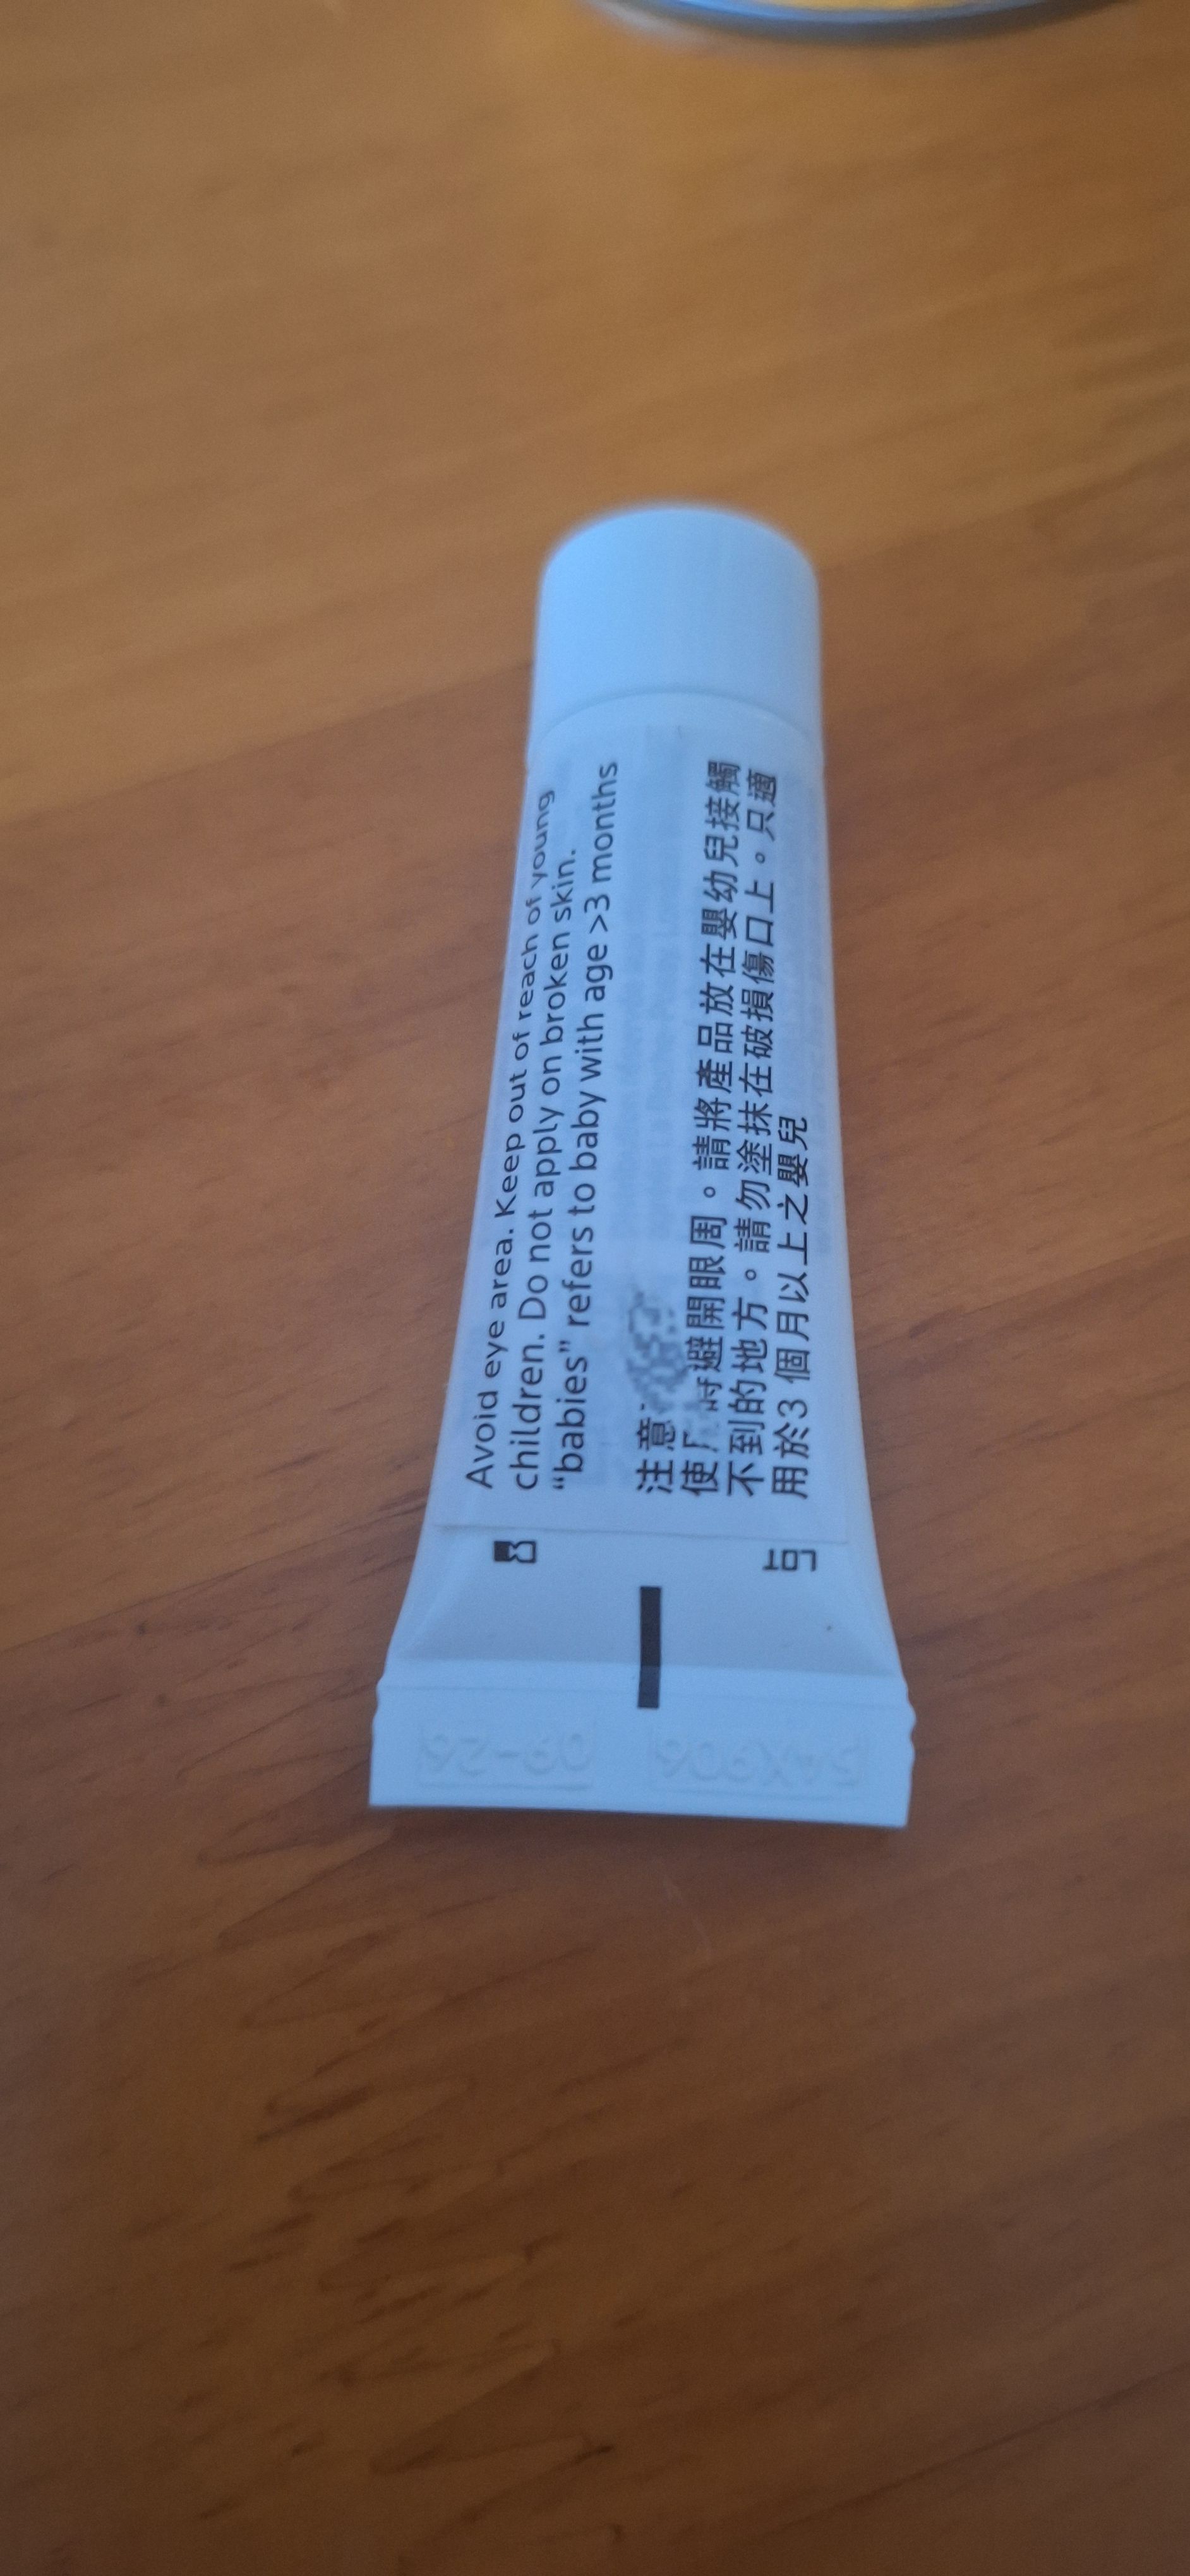 Avoid eye area. Keep out of reach of young
children. Do not apply on broken skin.
“babies” refers to baby with age >3 months
注意
使 時避開眼周。請將產品放在嬰幼兒接觸
不到的地方。請勿塗抹在破損傷口上。只適
用於3 個月以上之嬰兒
09-26